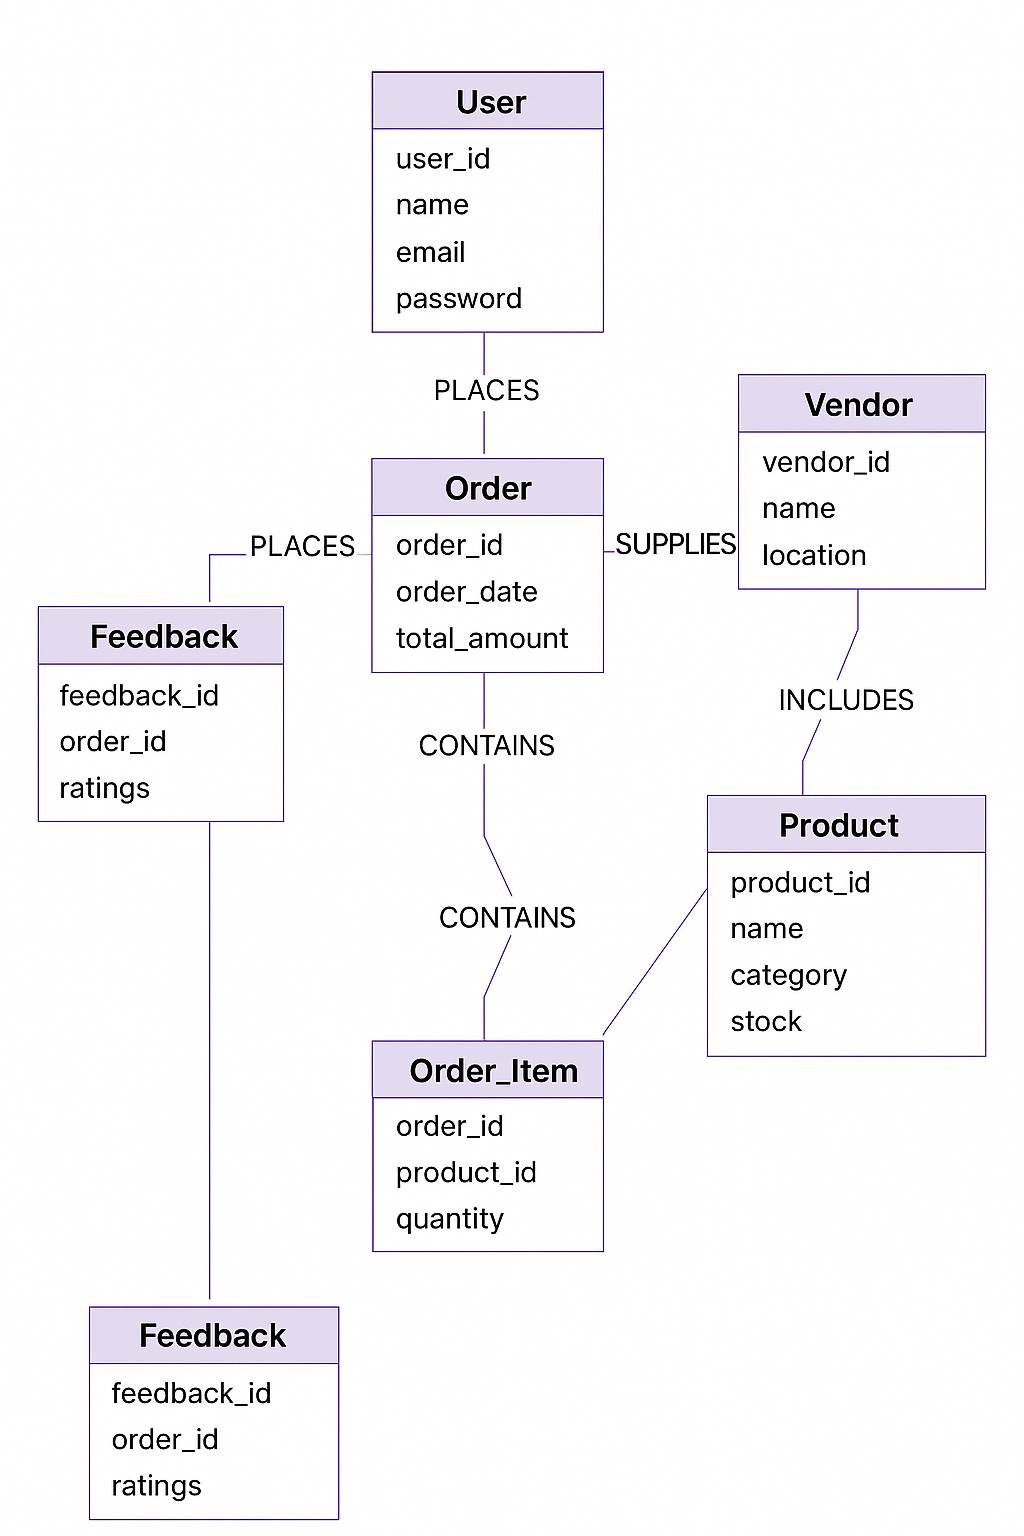 User
user_id
name
email
password
PLACES
Vendor
vendor_id
name
location
Order
order_id
order_date
total_amount
PLACES
SUPPLIES
Feedback
feedback_id
order_id
ratings
CONTAINS
INCLUDES
CONTAINS
Product
product_id
name
category
stock
Order_Item
order_id
product_id
quantity
Feedback
feedback_id
order_id
ratings